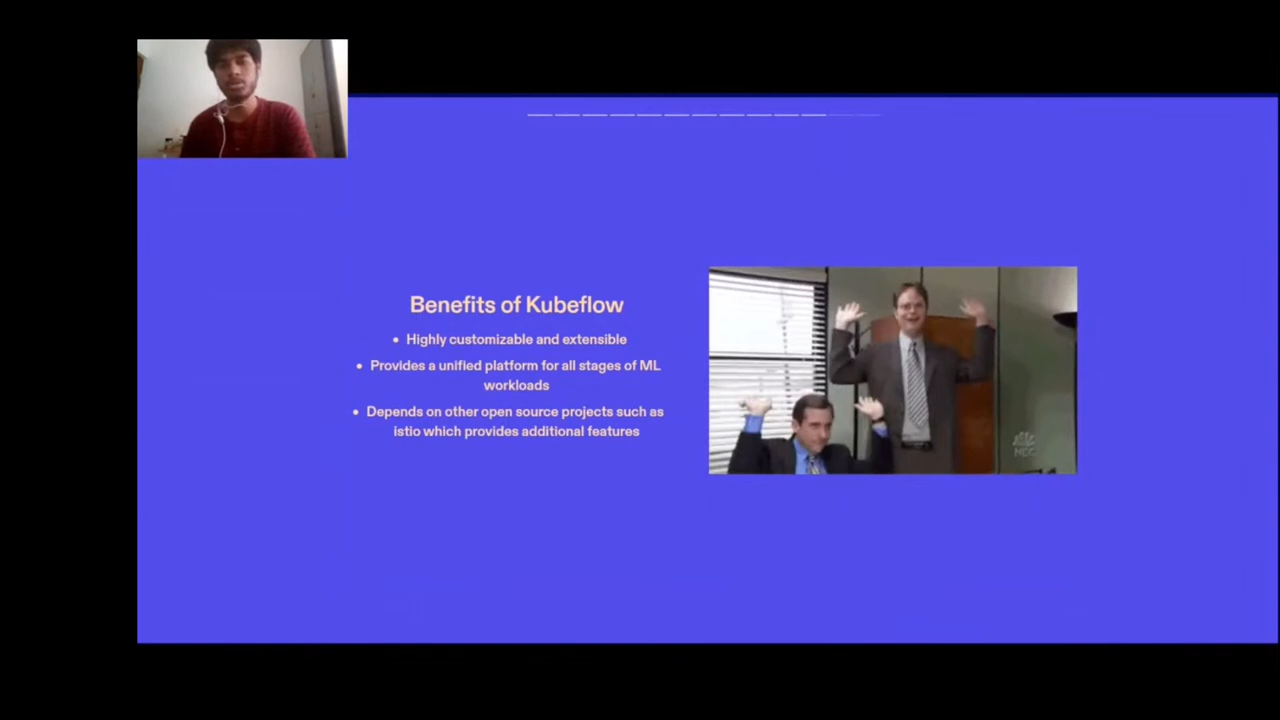 Benefits of Kubeflow
• Highly customizable and extensible
• Provides a unified platform for all stages of ML
workloads
• Depends on other open source projects such as
istio which provides additional features
NBC